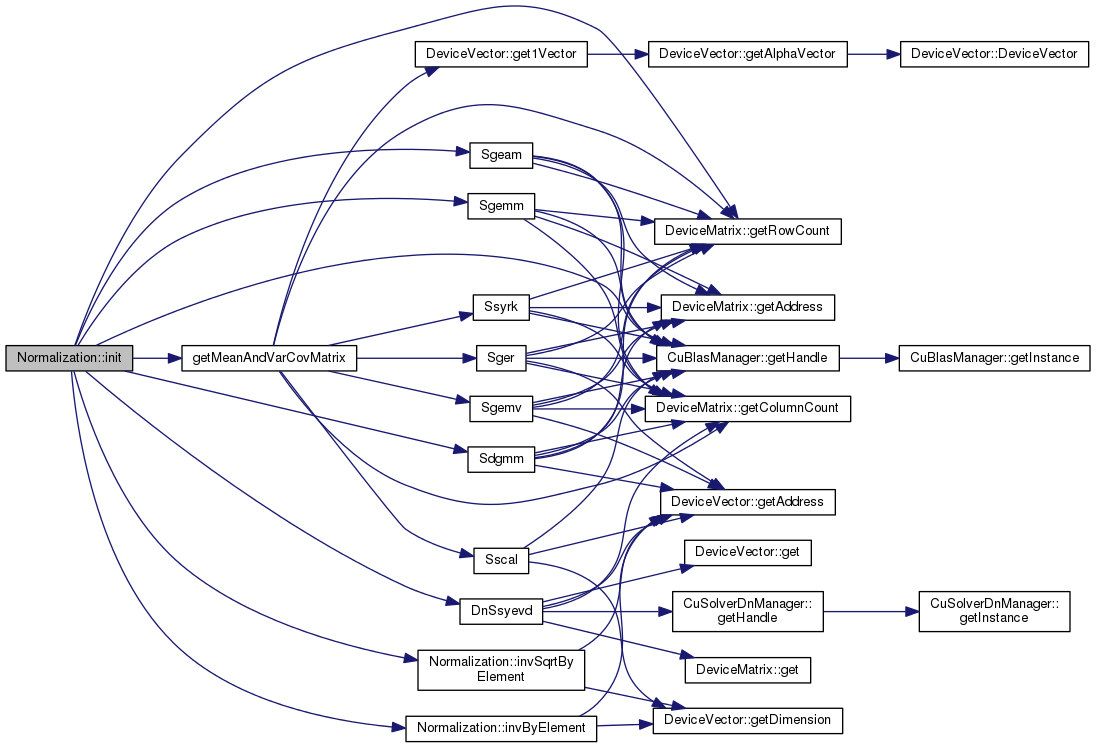 DeviceVector::get1Vector
DeviceVector::getAlphaVector
DeviceVector::DeviceVector
Sgeam
Sgemm
DeviceMatrix::getRowCount
Ssyrk
DeviceMatrix::getAddress
Normalization::init
getMeanAndVarCovMatrix
Sger
CuBlasManager::getHandle
CuBlasManager::getInstance
Sgemv
DeviceMatrix::getColumnCount
Sdgmm
DeviceVector::getAddress
Sscal
DeviceVector::get
DnSsyevd
CuSolverDnManager::
getHandle
CuSolverDnManager::
getInstance
Normalization::invSqrtBy
Element
DeviceMatrix::get
Normalization::invByElement
DeviceVector::getDimension